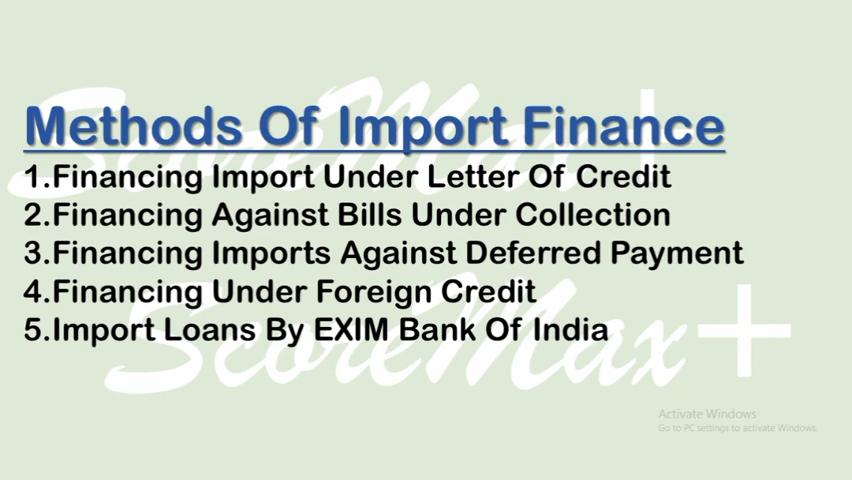 Methods Of Import Finance
1.Financing Import Under Letter Of Credit
2.Financing Against Bills Under Collection
3.Financing Imports Against Deferred Payment
4.Financing Under Foreign Credit
5.Import Loans By EXIM Bank Of India
ScoreMax+
ScoreMax+
Activate Windows
Go to PC settings to activate Windows.